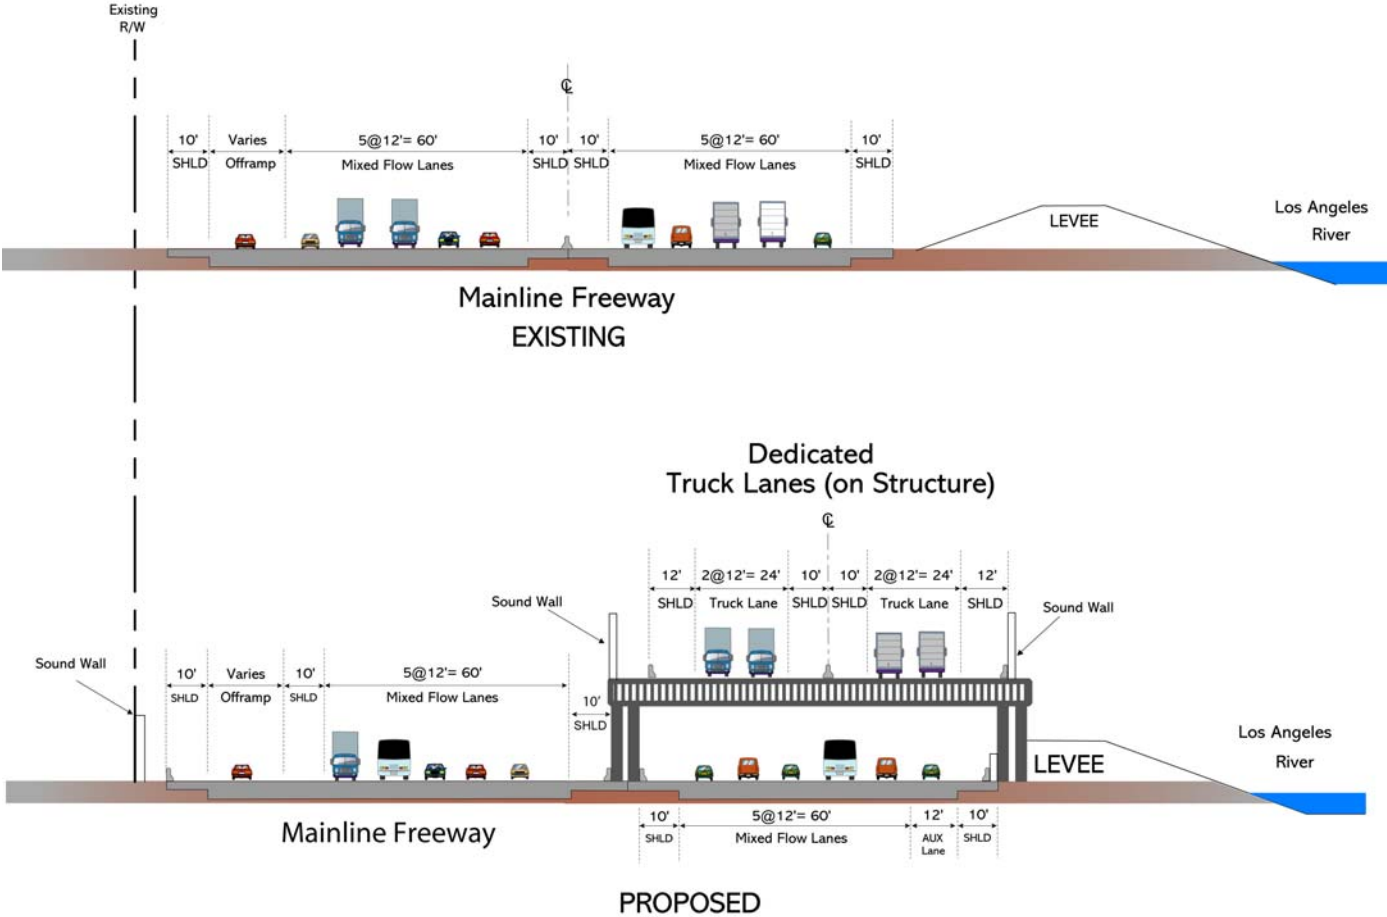 Existing
R/W
℄
10' Varies 5@12'= 60' 10' 10' 5@12'= 60' 10'
SHLD Offramp Mixed Flow Lanes SHLD SHLD Mixed Flow Lanes SHLD
LEVEE
Los Angeles
River
Mainline Freeway
EXISTING
Dedicated
Truck Lanes (on Structure)
℄
12' 2@12'= 24' 10' 10' 2@12'= 24' 12'
SHLD Truck Lane SHLD SHLD Truck Lane SHLD
Sound Wall
Sound Wall
Sound Wall
10' Varies 10' 5@12'= 60'
SHLD Offramp SHLD Mixed Flow Lanes
10'
SHLD
LEVEE
Los Angeles
River
10' 5@12'= 60' 12' 10'
SHLD Mixed Flow Lanes AUX SHLD
Lane
Mainline Freeway
PROPOSED